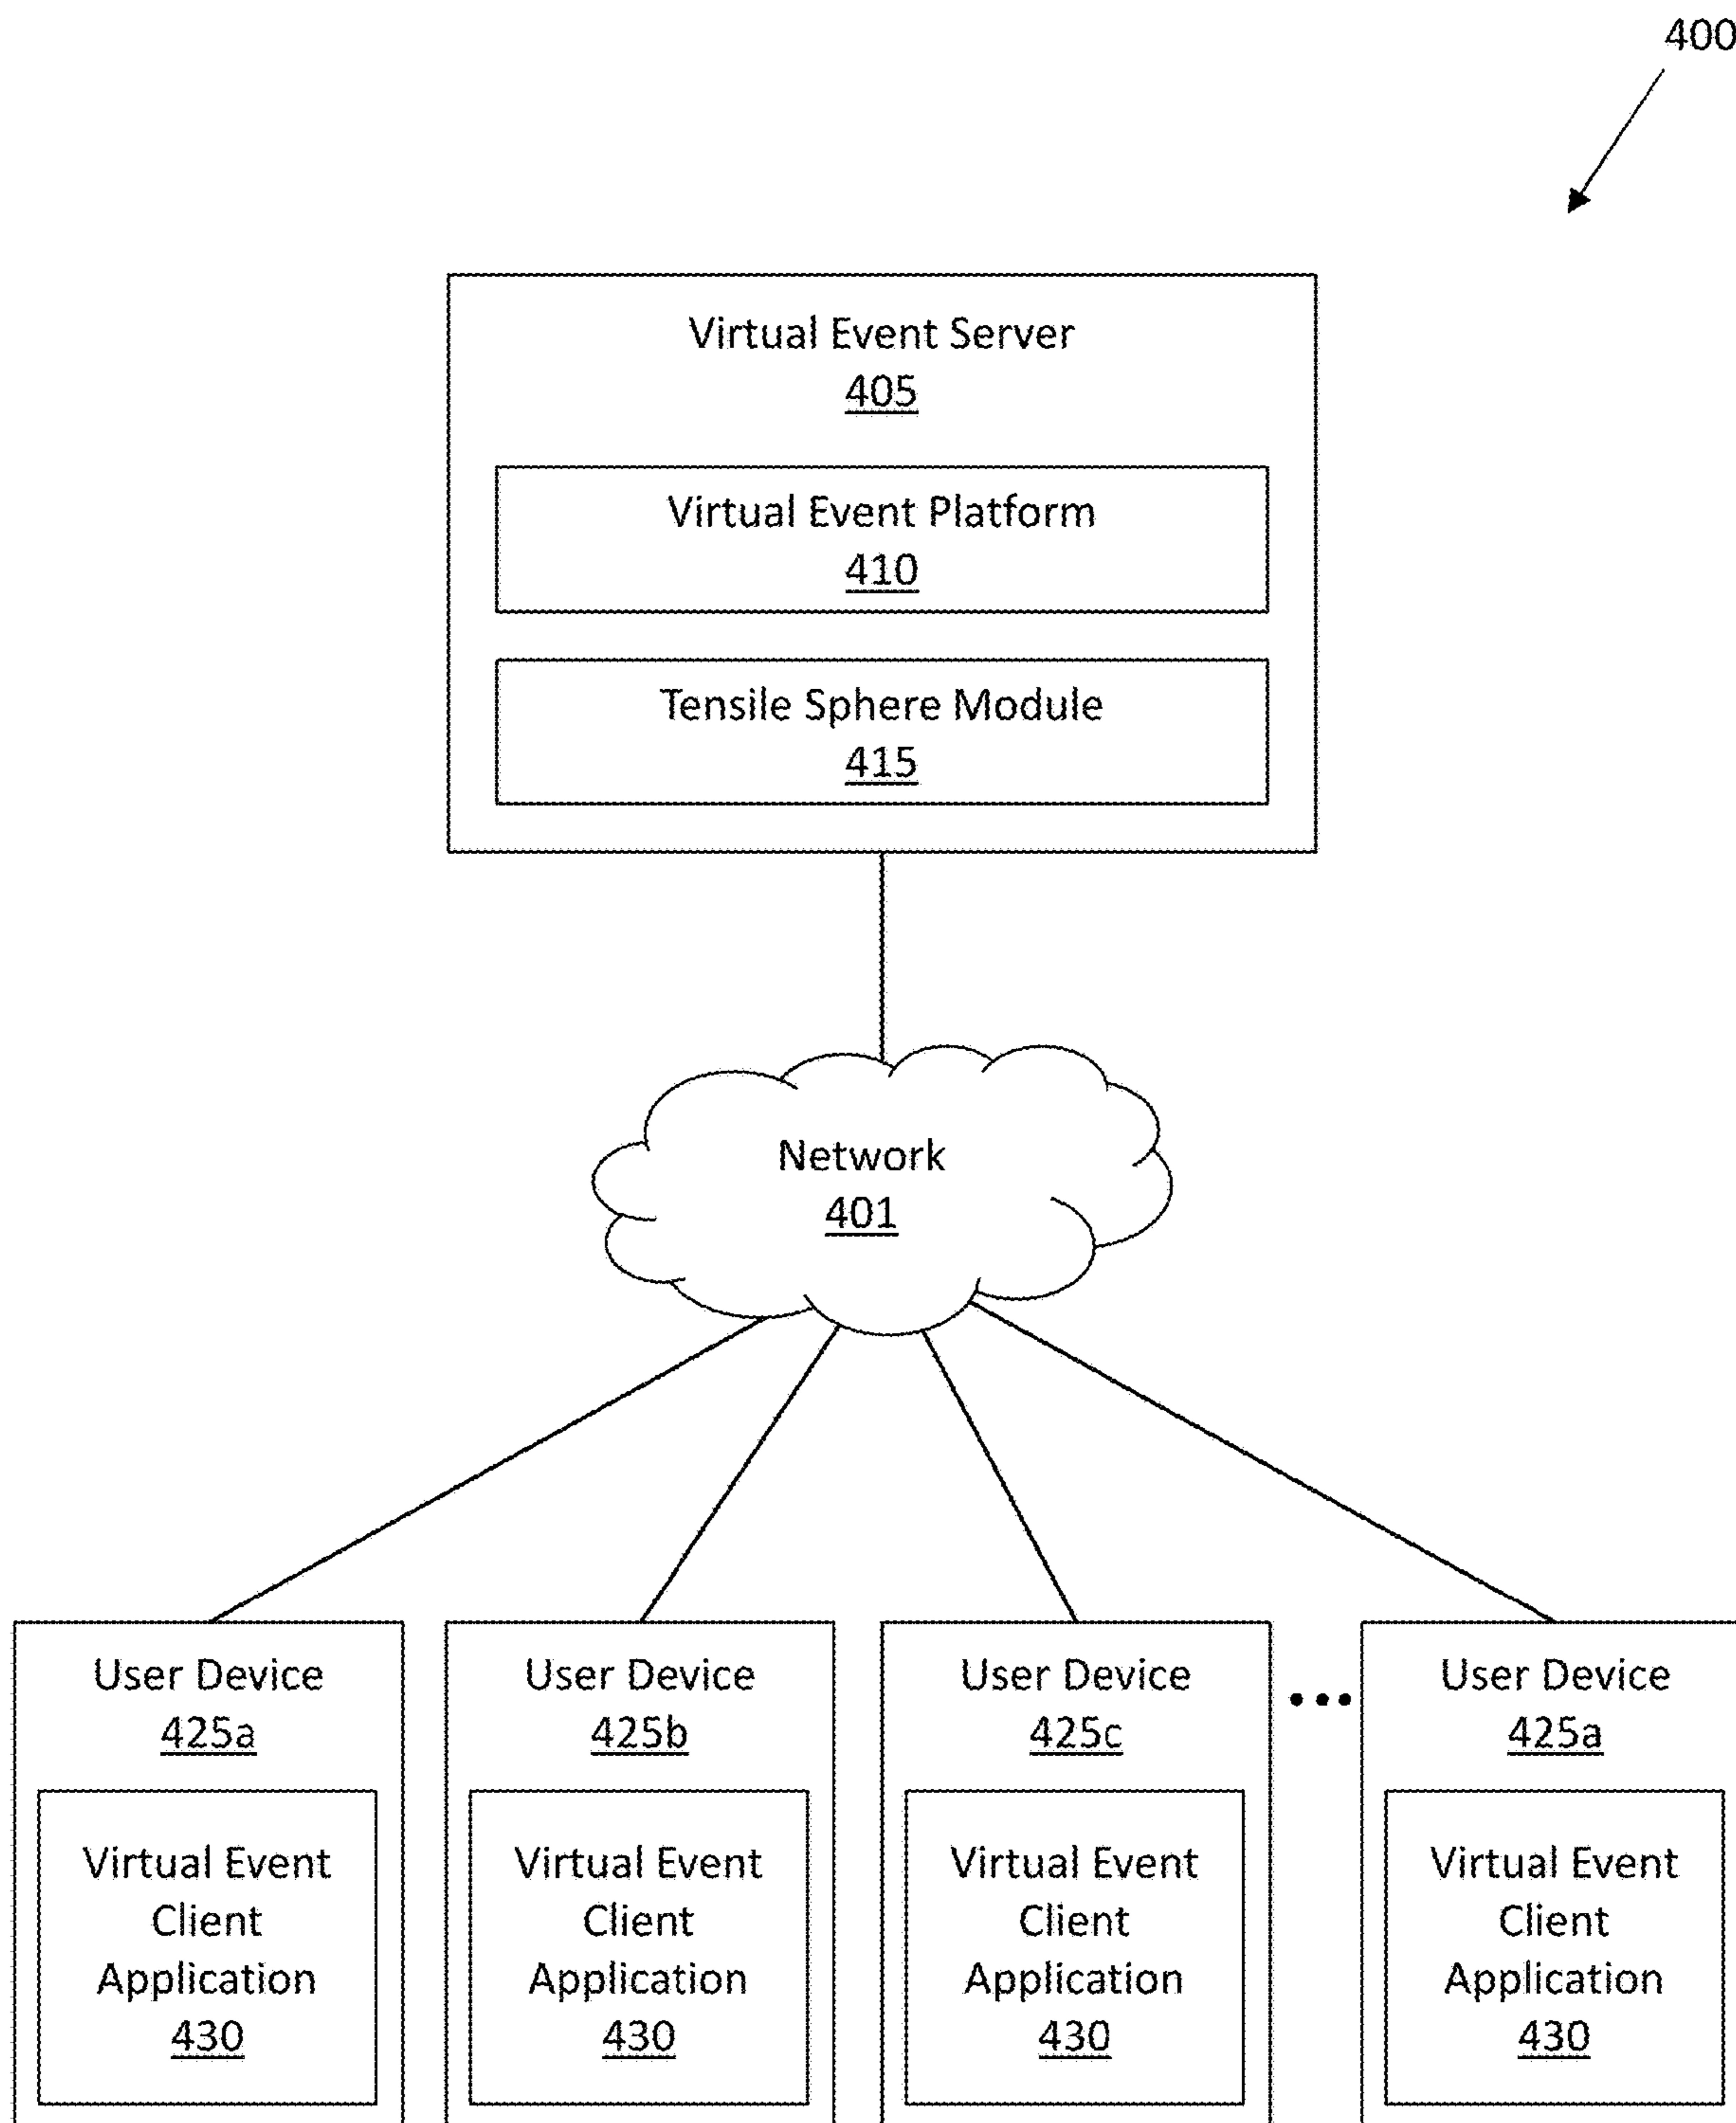 400
Virtual Event Server
405
Virtual Event Platform
410
Tensile Sphere Module
415
Network
401
User Device
425a
Virtual Event
Client
Application
430
User Device
425b
Virtual Event
Client
Application
430
User Device
425c
Virtual Event
Client
Application
430
•••
User Device
425a
Virtual Event
Client
Application
430